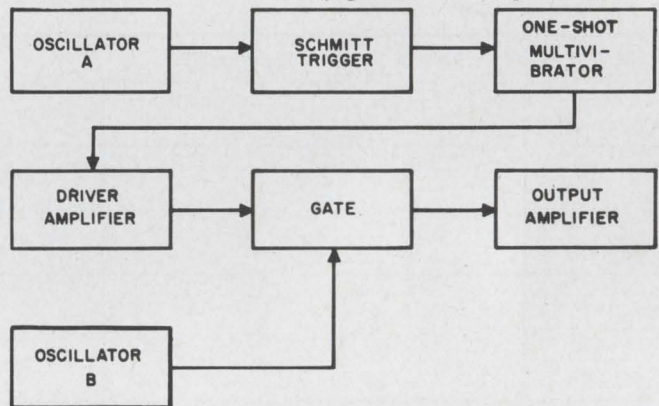 OSCILLATOR
A
SCHMITT
TRIGGER
ONE-SHOT
MULTIVI-
BRATOR
DRIVER
AMPLIFIER
GATE
OUTPUT
AMPLIFIER
OSCILLATOR
B